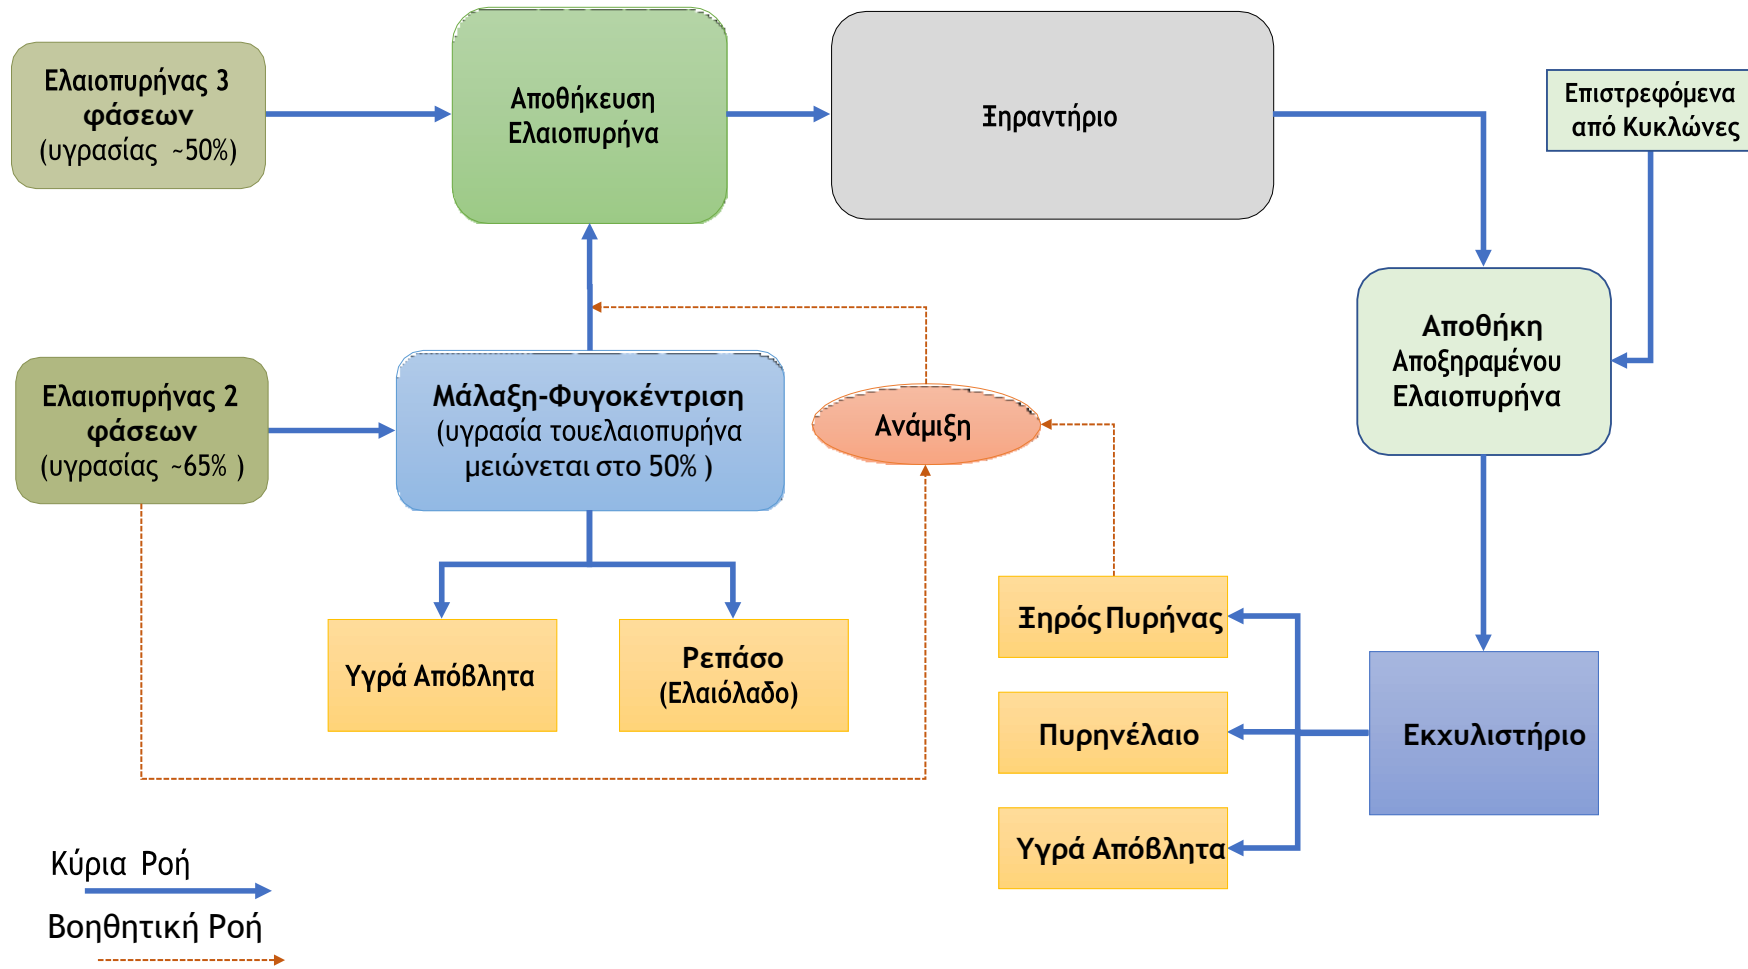 Ελαιοπυρήνας 3
φάσεων
(υγρασίας ~50%)
Αποθήκευση
Ελαιοπυρήνα
Ξηραντήριο
Επιστρεφόμενα
από Κυκλώνες
Αποθήκη
Αποξηραμένου
Ελαιοπυρήνα
Ελαιοπυρήνας 2
φάσεων
(υγρασίας ~65% )
Μάλαξη-Φυγοκέντριση
(υγρασία τουελαιοπυρήνα
μειώνεται στο 50% )
Ανάμιξη
Υγρά Απόβλητα
Ρεπάσο
(Ελαιόλαδο)
Ξηρός Πυρήνας
Πυρηνέλαιο
Υγρά Απόβλητα
Εκχυλιστήριο
Κύρια Ροή
Βοηθητική Ροή